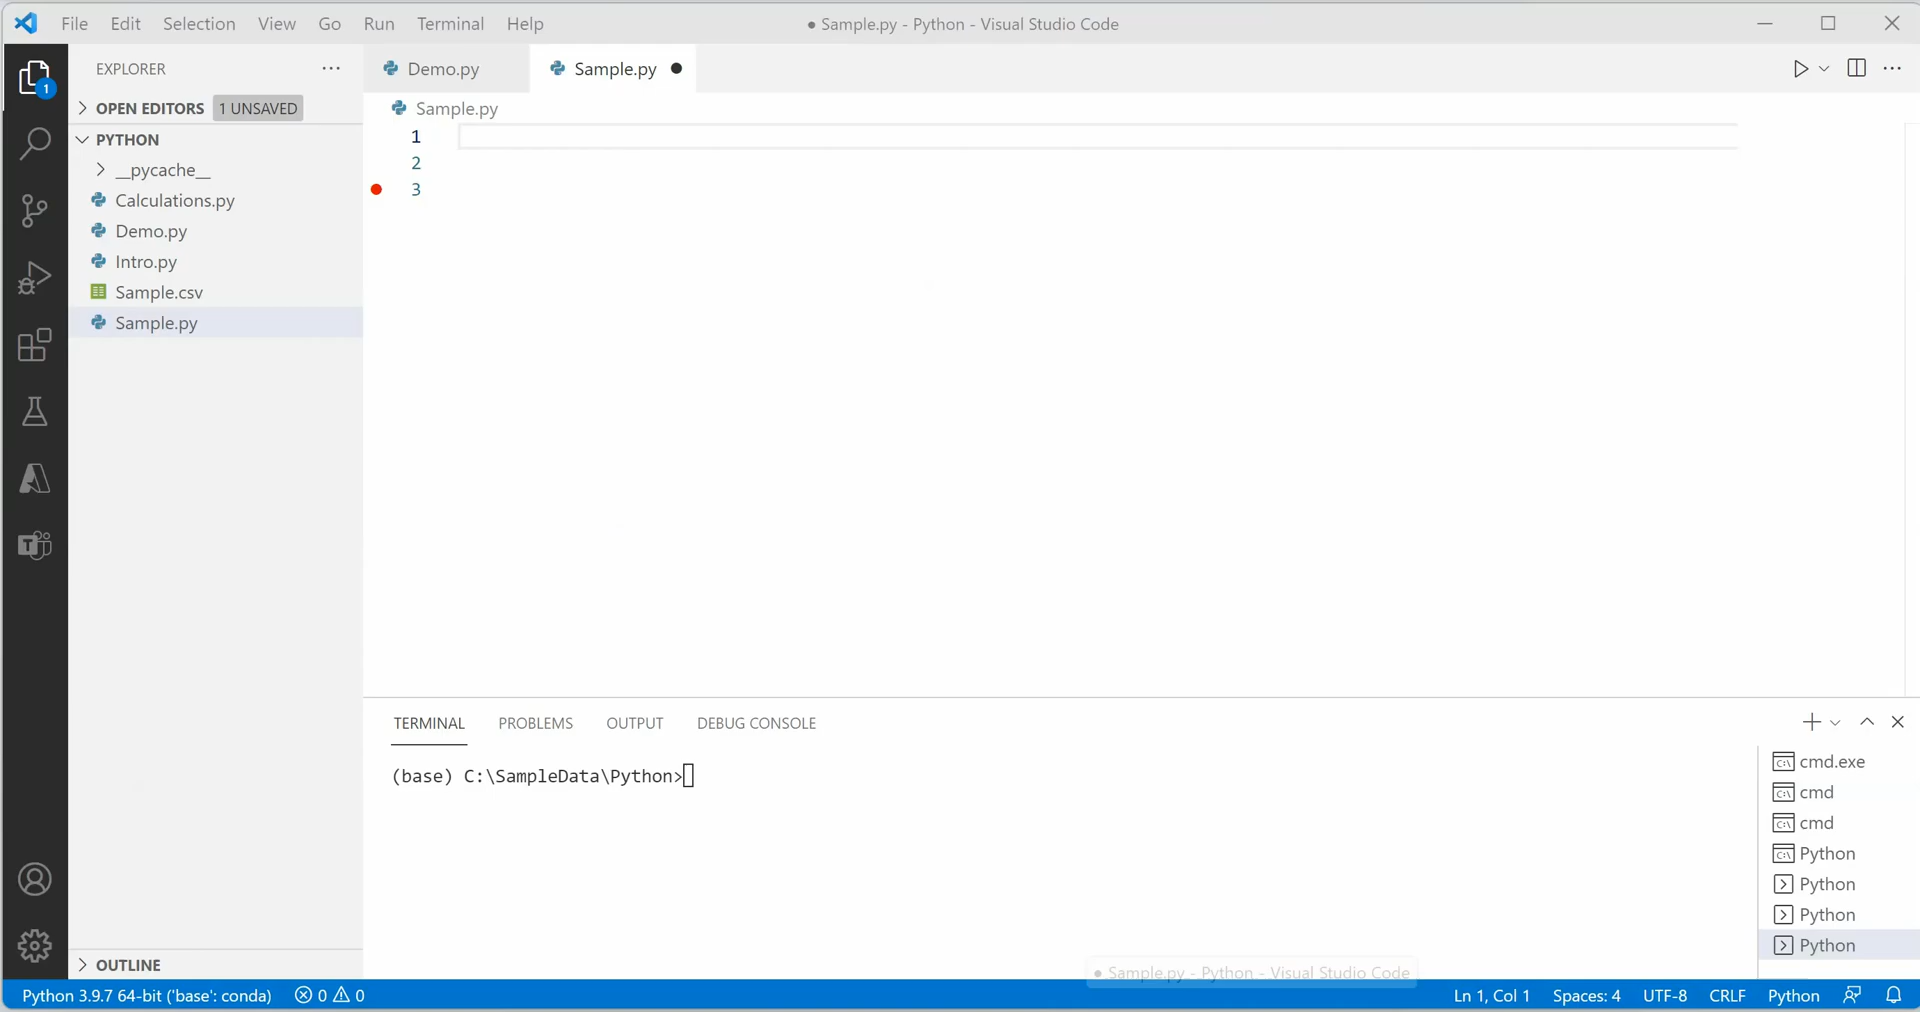 File Edit Selection View Go Run Terminal Help
● Sample.py - Python - Visual Studio Code
EXPLORER
Demo.py
Sample.py ●
1
OPEN EDITORS 1 UNSAVED
Sample.py
PYTHON
__pycache__
Calculations.py
Demo.py
Intro.py
Sample.csv
Sample.py
1
2
3
TERMINAL PROBLEMS OUTPUT DEBUG CONSOLE
(base) C:\SampleData\Python>
cmd.exe
cmd
cmd
Python
Python
Python
Python
OUTLINE
● Sample.py - Python - Visual Studio Code
Python 3.9.7 64-bit ('base': conda) 0 0 Ln 1, Col 1 Spaces: 4 UTF-8 CRLF Python